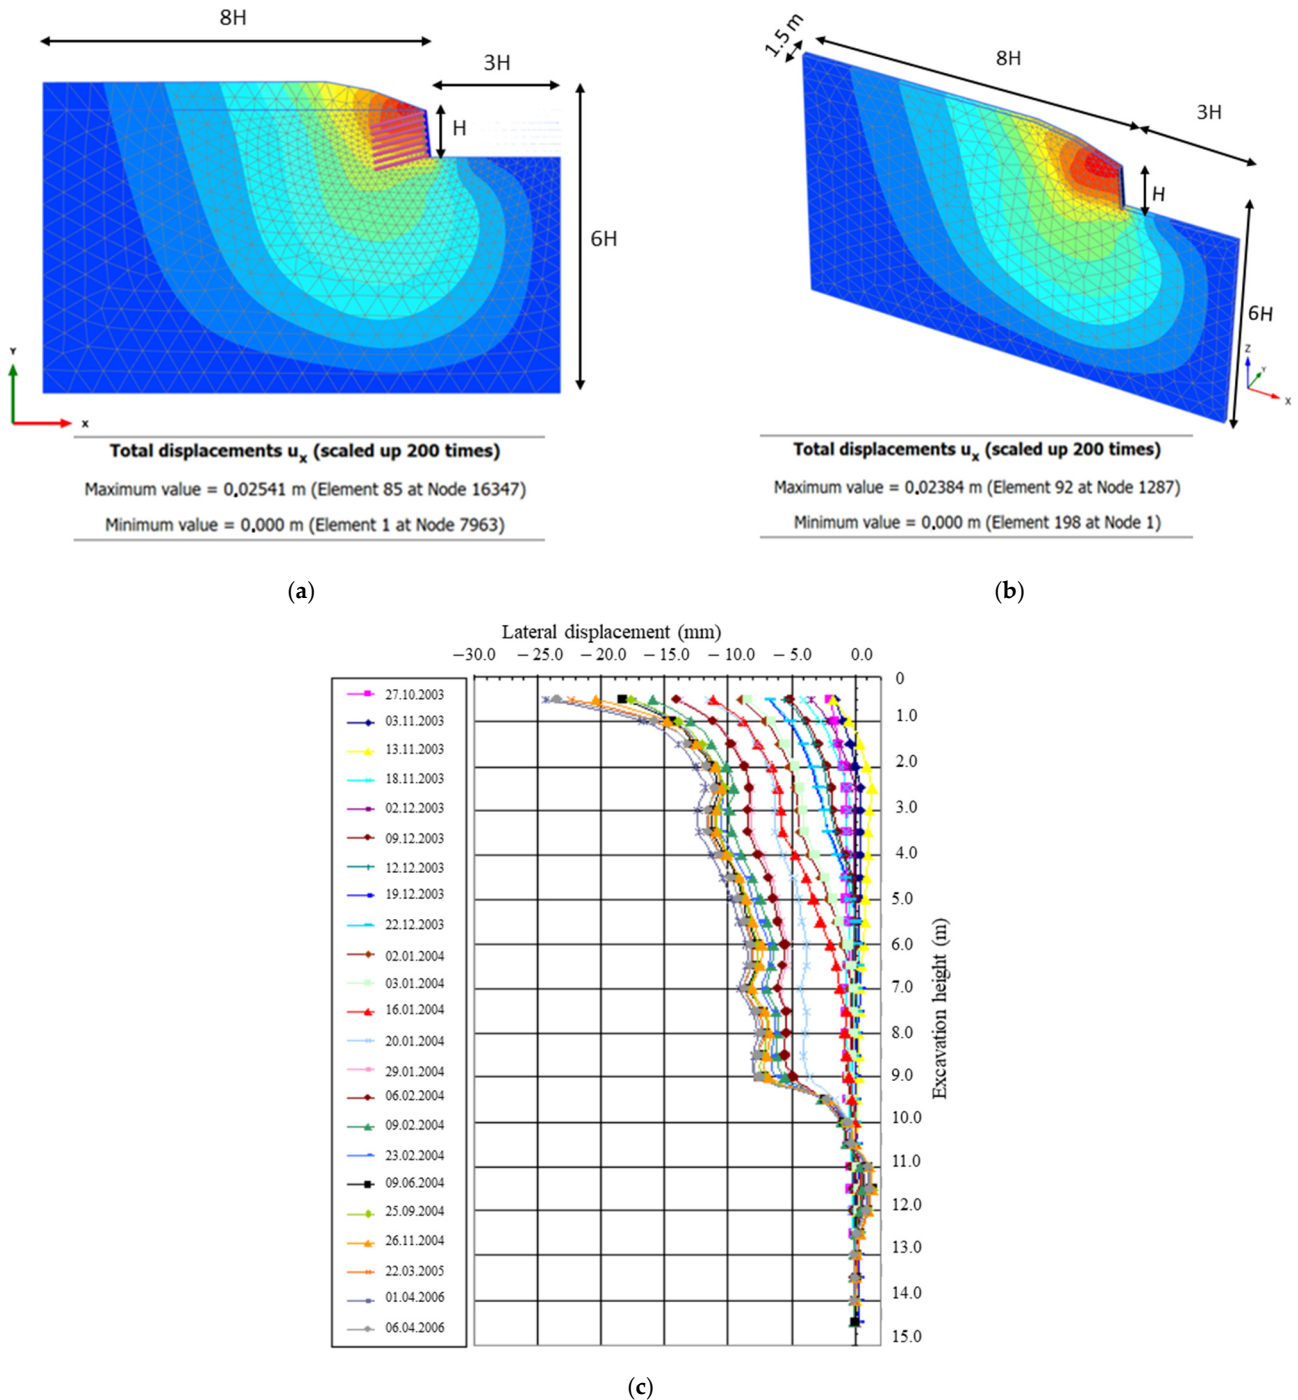 8H
3H
H
6H
Y
X
Total displacements uₓ (scaled up 200 times)
Maximum value = 0.02541 m (Element 85 at Node 16347)
Minimum value = 0.000 m (Element 1 at Node 7963)
(a)
1.5 m
8H
3H
H
6H
Z
Y
X
Total displacements uₓ (scaled up 200 times)
Maximum value = 0.02384 m (Element 92 at Node 1287)
Minimum value = 0.000 m (Element 198 at Node 1)
(b)
Lateral displacement (mm)
−30.0 −25.0 −20.0 −15.0 −10.0 −5.0 0.0
27.10.2003
03.11.2003
13.11.2003
18.11.2003
02.12.2003
09.12.2003
12.12.2003
19.12.2003
22.12.2003
02.01.2004
03.01.2004
16.01.2004
20.01.2004
29.01.2004
06.02.2004
09.02.2004
23.02.2004
09.06.2004
25.09.2004
26.11.2004
22.03.2005
01.04.2006
06.04.2006
0
1.0
2.0
3.0
4.0
5.0
6.0
7.0
8.0
9.0
10.0
11.0
12.0
13.0
14.0
15.0
Excavation height (m)
(c)